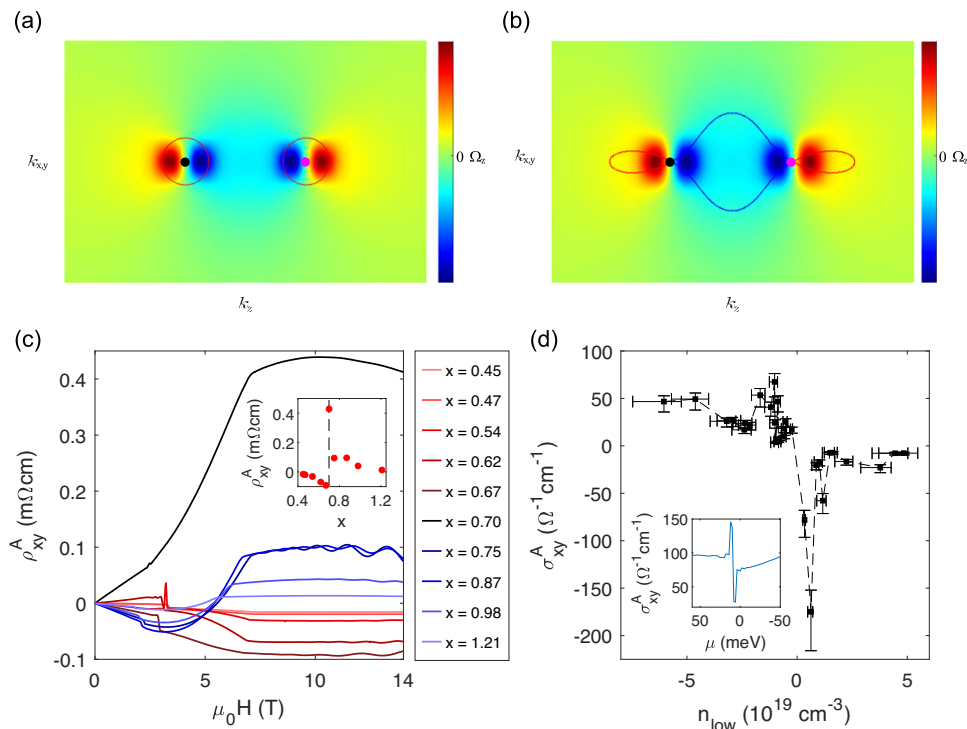 (a)
(b)
k_x,y
0 Ω_z
k_z
k_x,y
0 Ω_z
k_z
(c)
ρ^A_xy (mΩcm)
0.4
0.3
0.2
0.1
0
-0.1
0
5
10
14
μ_0H (T)
ρ^A_xy (mΩcm)
0.4
0.2
0
0.4
0.8
1.2
x
x = 0.45
x = 0.47
x = 0.54
x = 0.62
x = 0.67
x = 0.70
x = 0.75
x = 0.87
x = 0.98
x = 1.21
(d)
σ^A_xy (Ω^-1cm^-1)
100
50
0
-50
-100
-150
-200
-5
0
5
n_low (10^19 cm^-3)
σ^A_xy (Ω^-1cm^-1)
150
100
50
50
0
-50
μ (meV)